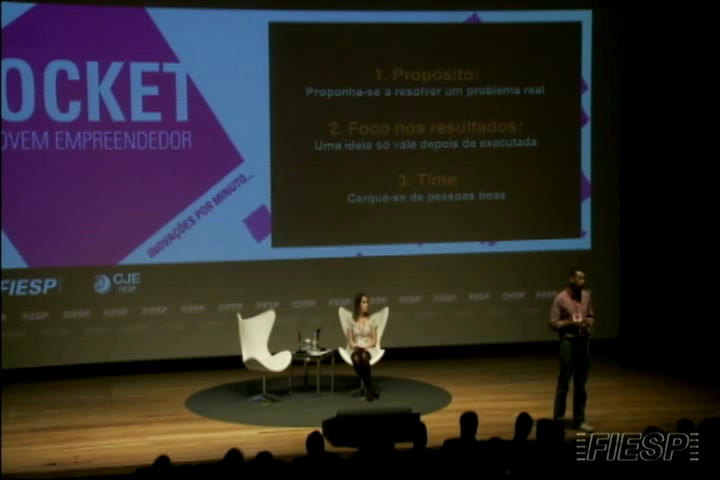 OCKET
OVEM EMPREENDEDOR
INOVAÇÕES POR MINUTO...
1. Propósito:
Proponha-se a resolver um problema real
2. Foco nos resultados:
Uma ideia só vale depois de executada
3. Time
Cerque-se de pessoas boas
FIESP
CJE
FIESP
FIESP